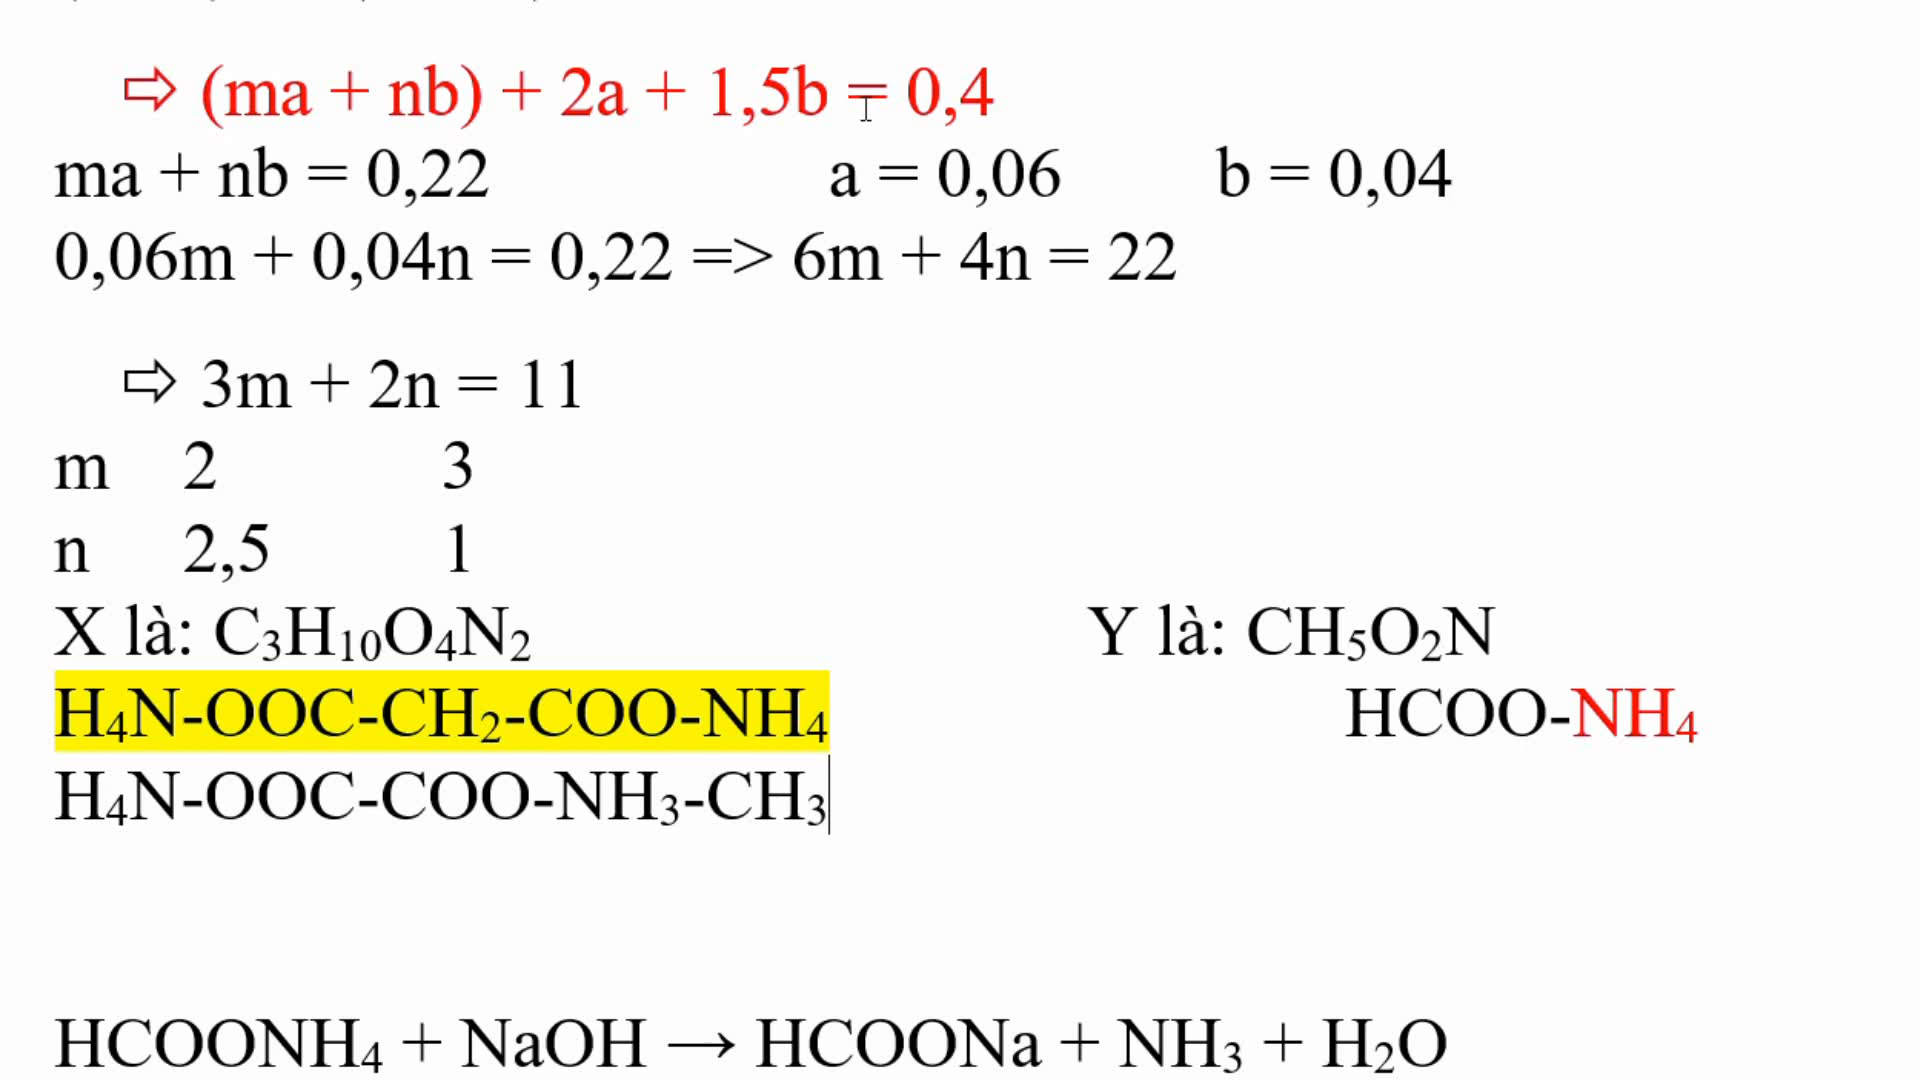 ⇨ (ma + nb) + 2a + 1,5b = 0,4
ma + nb = 0,22 a = 0,06 b = 0,04
0,06m + 0,04n = 0,22 => 6m + 4n = 22
⇨ 3m + 2n = 11
m 2 3
n 2,5 1
X là: C₃H₁₀O₄N₂ Y là: CH₅O₂N
H₄N-OOC-CH₂-COO-NH₄ HCOO-NH₄
H₄N-OOC-COO-NH₃-CH₃
HCOONH₄ + NaOH → HCOONa + NH₃ + H₂O